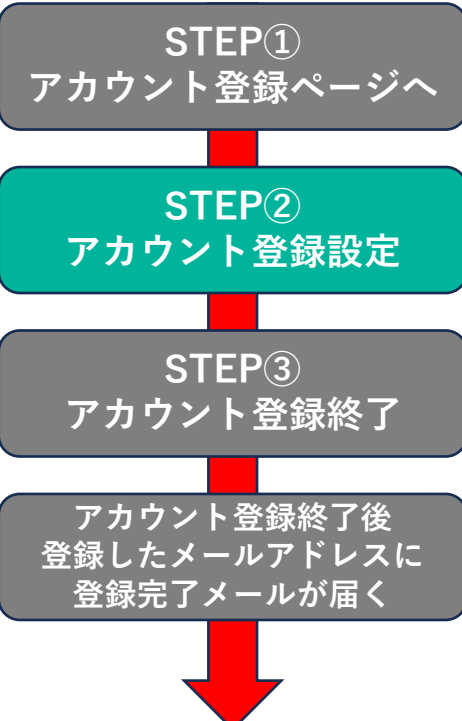 STEP①
アカウント登録ページへ
STEP②
アカウント登録設定
STEP③
アカウント登録終了
アカウント登録終了後
登録したメールアドレスに
登録完了メールが届く